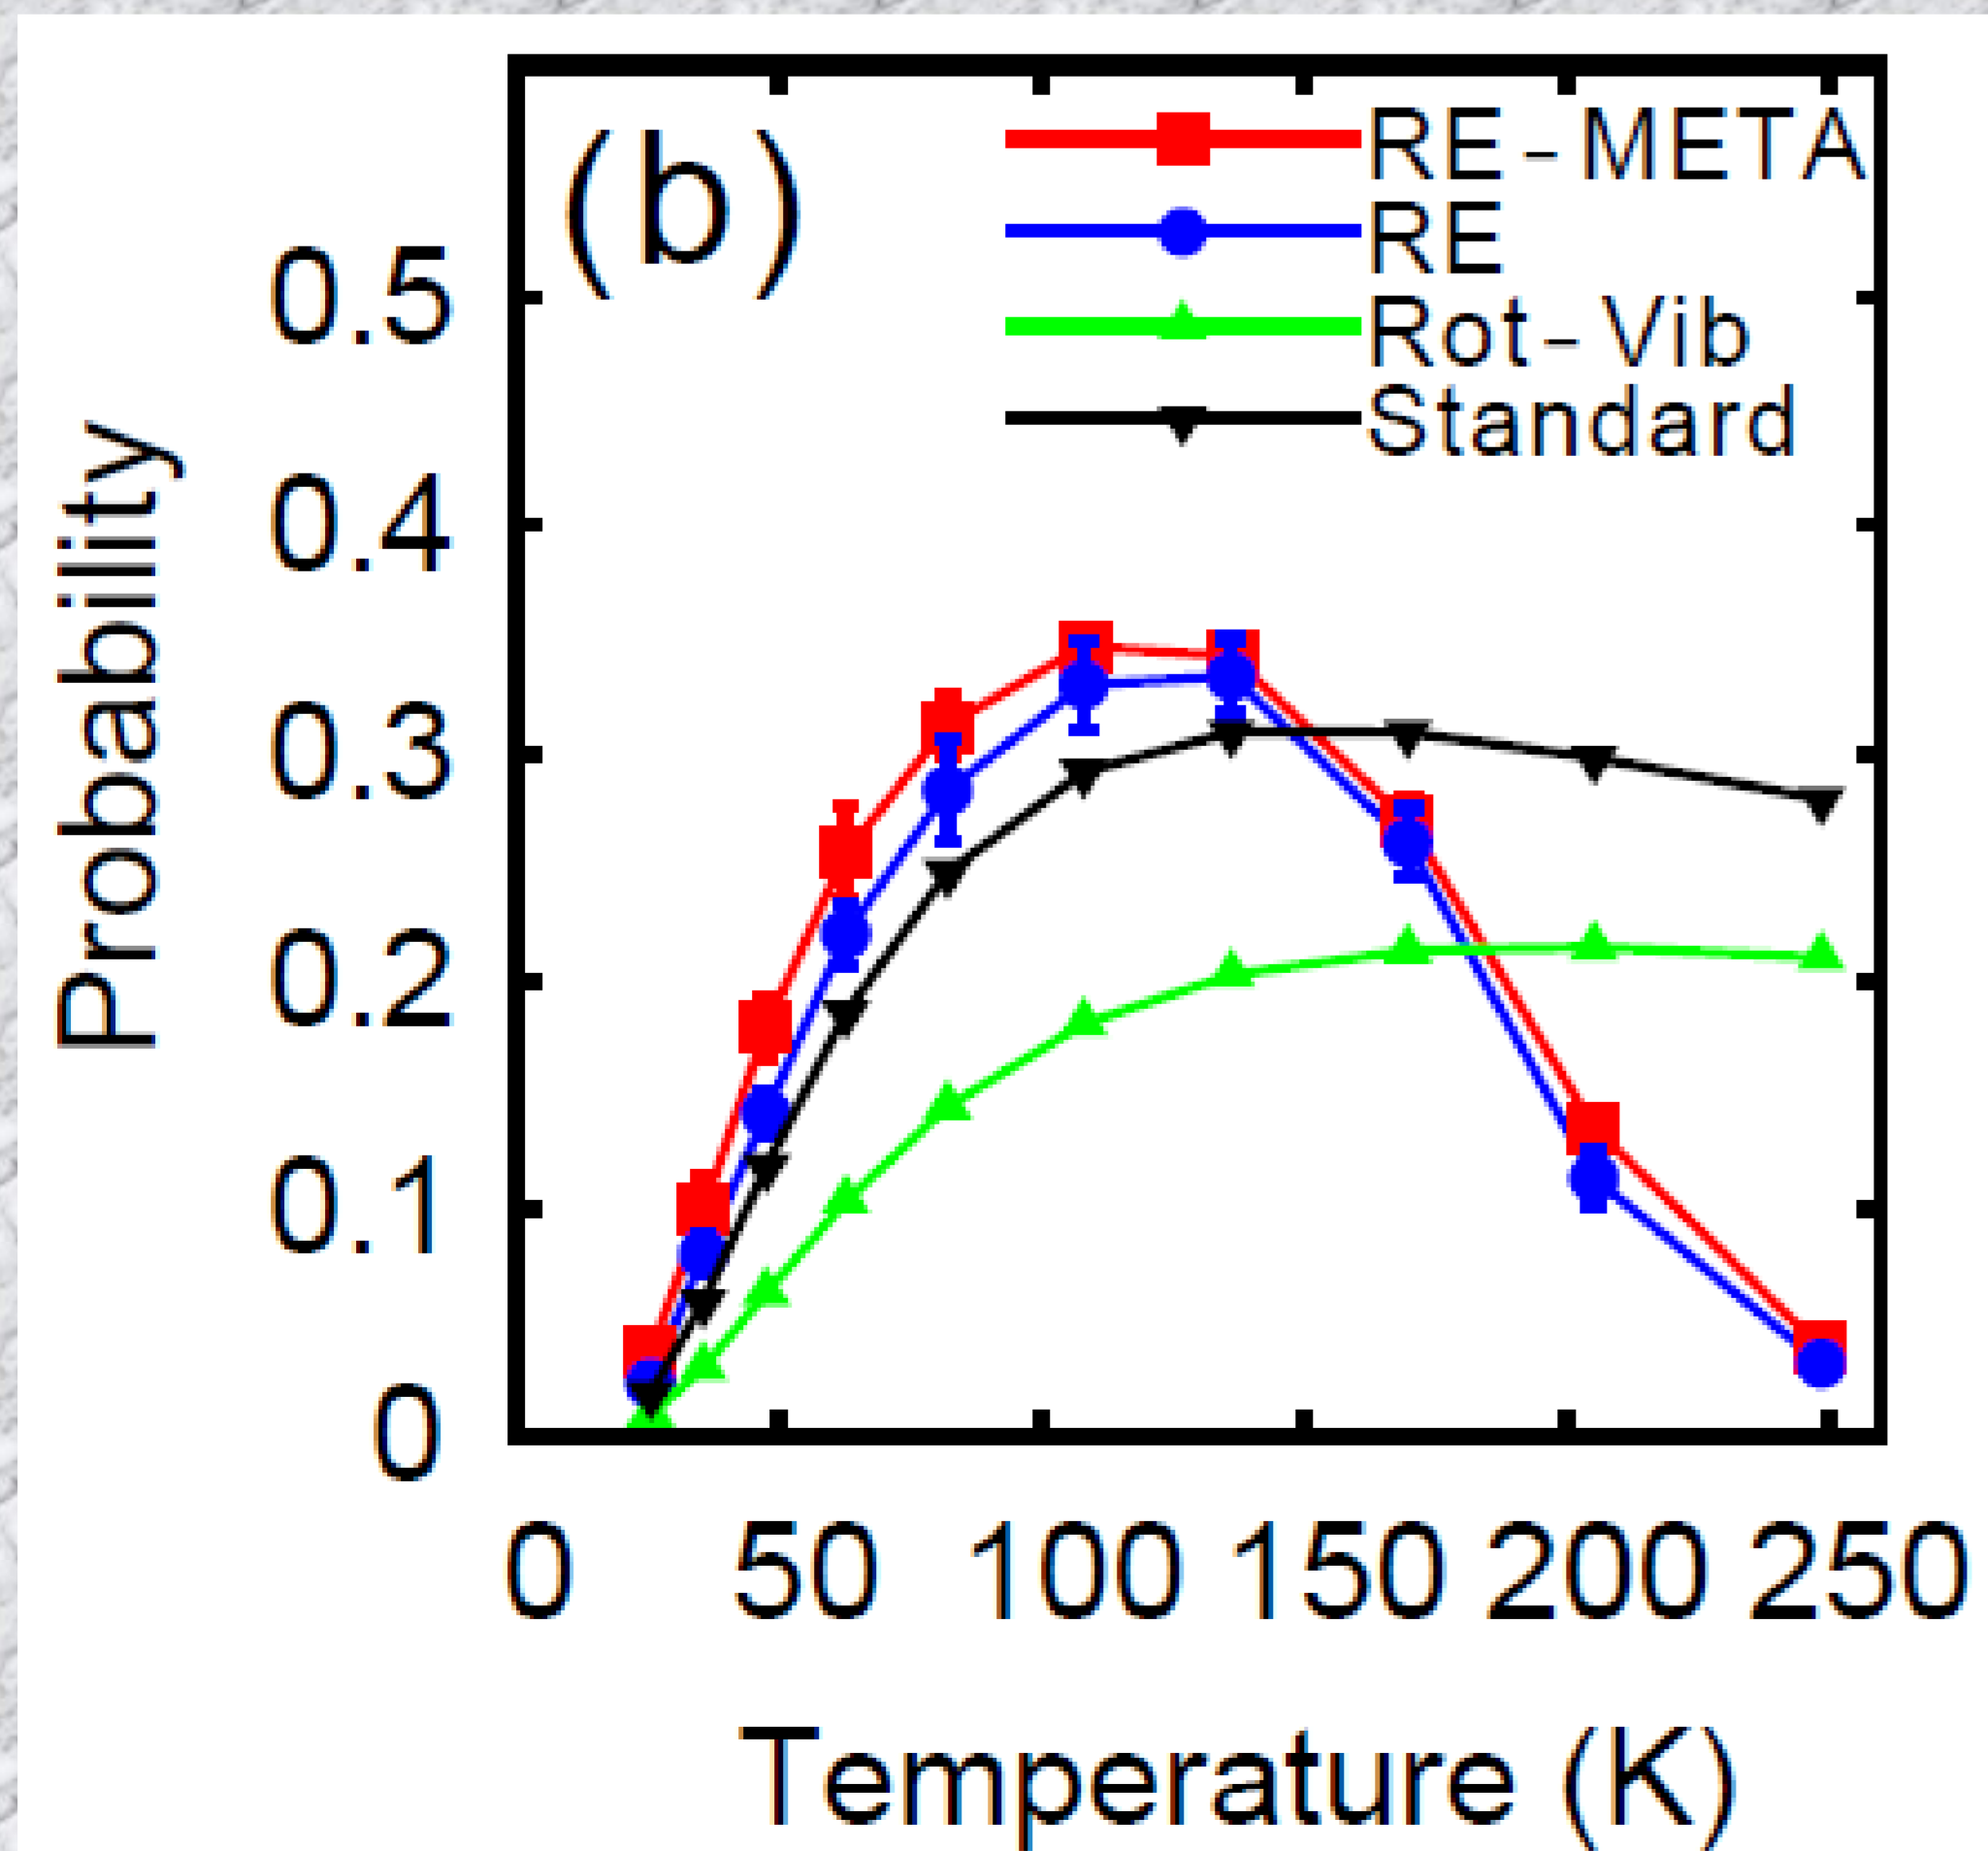 (b)
RE-META
RE
Rot-Vib
Standard
Probability
0.5
0.4
0.3
0.2
0.1
0
0 50 100 150 200 250
Temperature (K)